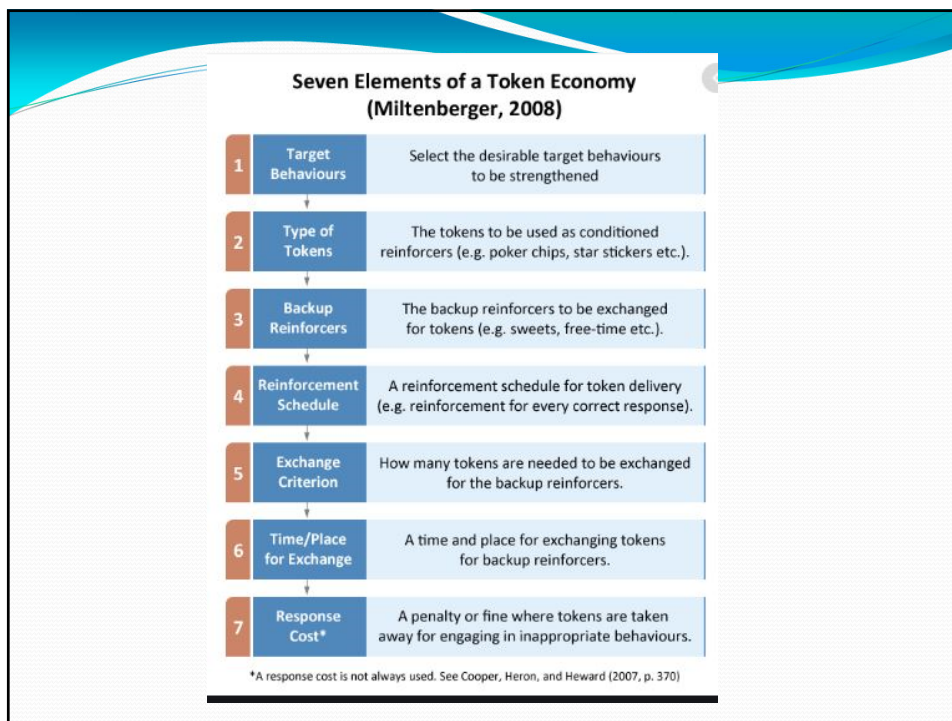 Seven Elements of a Token Economy
(Miltenberger, 2008)
1
Target
Behaviours
Select the desirable target behaviours
to be strengthened
2
Type of
Tokens
The tokens to be used as conditioned
reinforcers (e.g. poker chips, star stickers etc.).
3
Backup
Reinforcers
The backup reinforcers to be exchanged
for tokens (e.g. sweets, free-time etc.).
4
Reinforcement
Schedule
A reinforcement schedule for token delivery
(e.g. reinforcement for every correct response).
5
Exchange
Criterion
How many tokens are needed to be exchanged
for the backup reinforcers.
6
Time/Place
for Exchange
A time and place for exchanging tokens
for backup reinforcers.
7
Response
Cost*
A penalty or fine where tokens are taken
away for engaging in inappropriate behaviours.
*A response cost is not always used. See Cooper, Heron, and Heward (2007, p. 370)